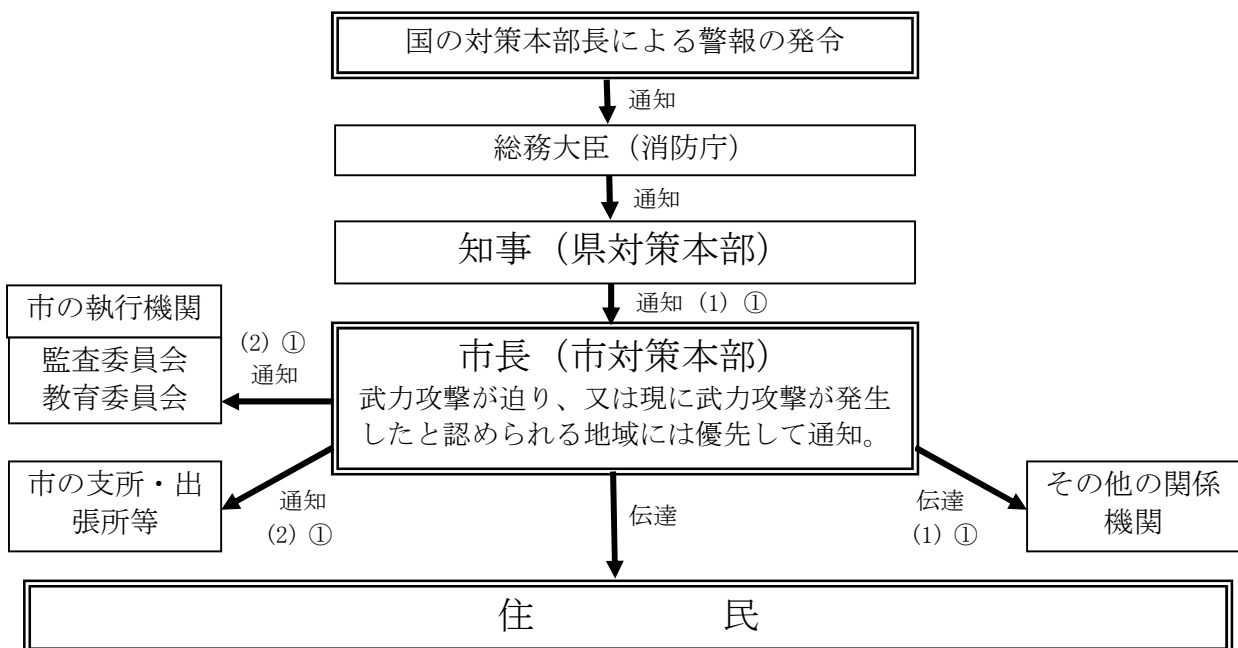 国の対策本部長による警報の発令
通知
総務大臣（消防庁）
通知
知事（県対策本部）
通知 (1) ①
市の執行機関
監査委員会
教育委員会
(2) ①
通知
市長（市対策本部）
武力攻撃が迫り、又は現に武力攻撃が発生
したと認められる地域には優先して通知。
市の支所・出
張所等
通知
(2) ①
伝達
伝達
(1) ①
その他の関係
機関
住　　　民